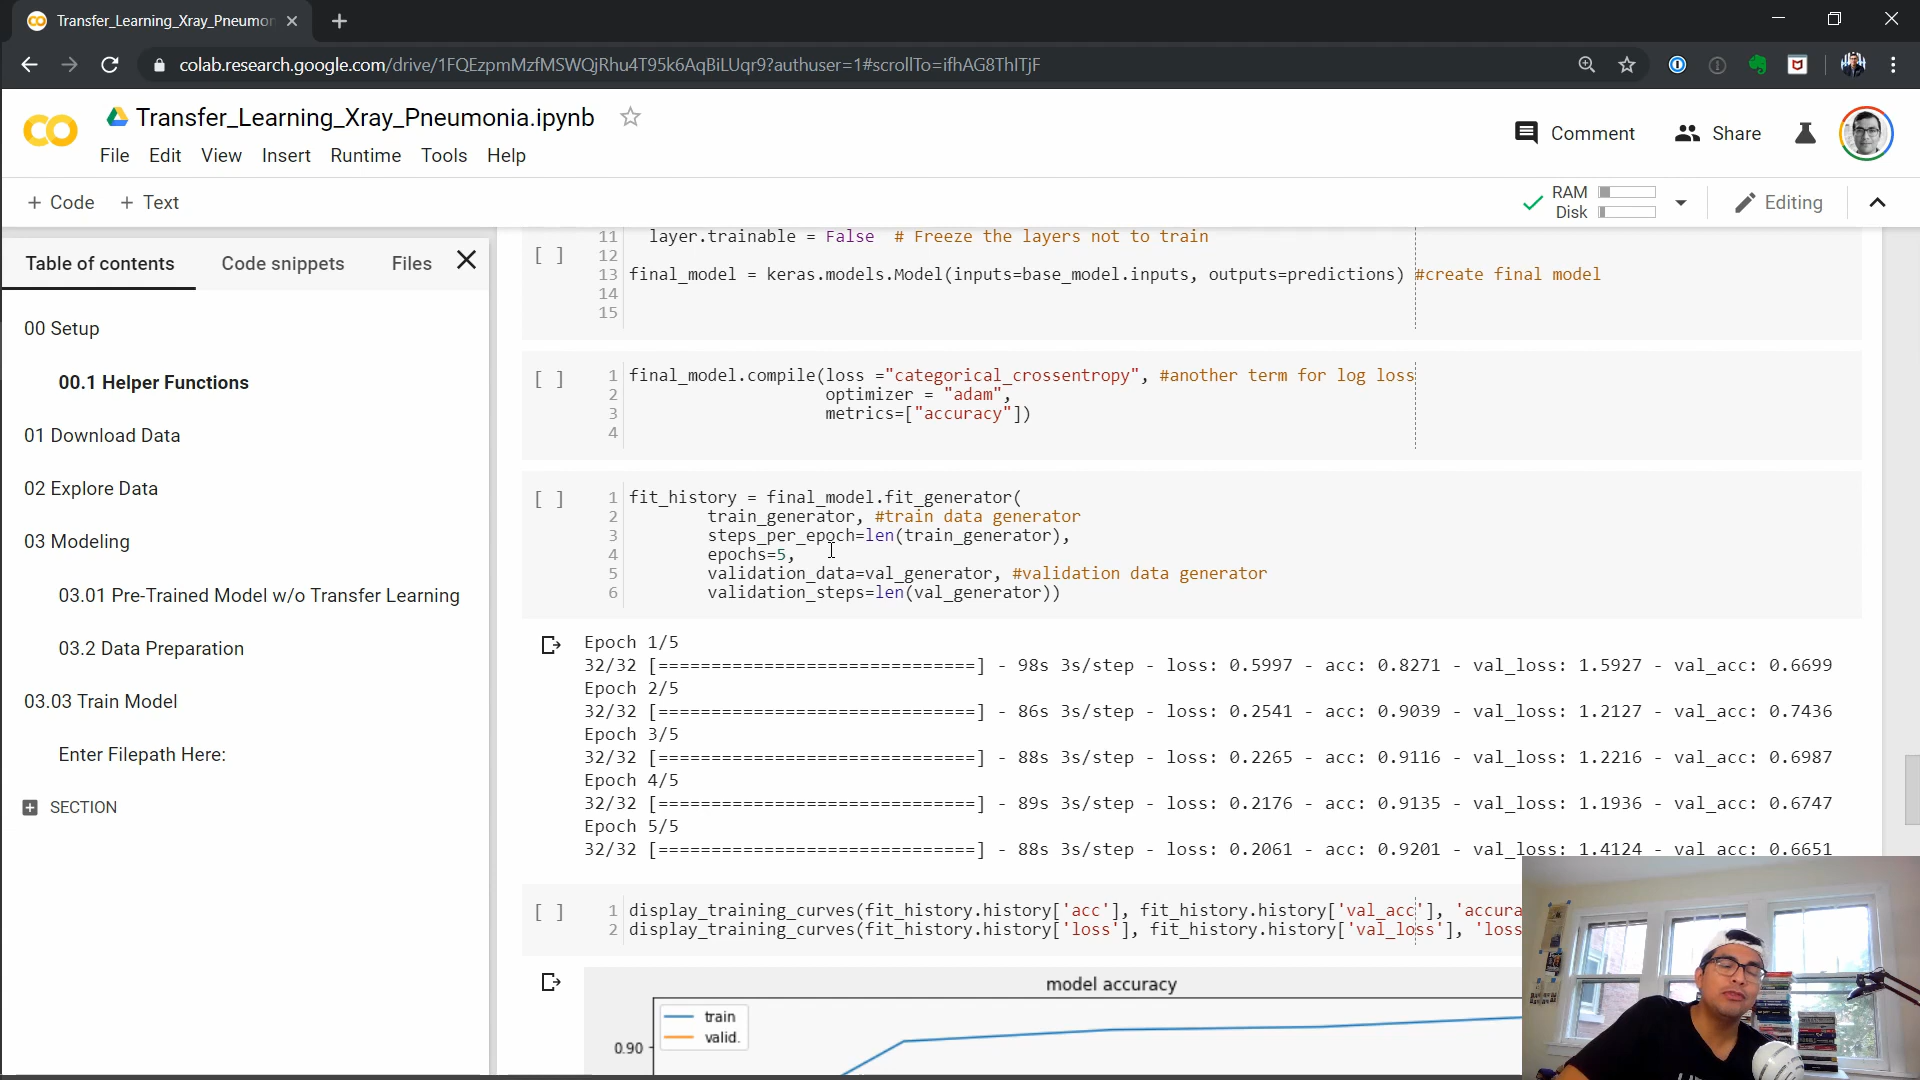 Transfer_Learning_Xray_Pneumon
colab.research.google.com/drive/1FQEzpmMzfMSWQjRhu4T95k6AqBiLUqr9?authuser=1#scrollTo=ifhAG8ThITjF
Transfer_Learning_Xray_Pneumonia.ipynb
Comment
Share
File Edit View Insert Runtime Tools Help
+ Code + Text
RAM
Disk
Editing
Table of contents Code snippets Files
00 Setup
00.1 Helper Functions
01 Download Data
02 Explore Data
03 Modeling
03.01 Pre-Trained Model w/o Transfer Learning
03.2 Data Preparation
03.03 Train Model
Enter Filepath Here:
SECTION
11 layer.trainable = False # Freeze the layers not to train
[ ] 12
13 final_model = keras.models.Model(inputs=base_model.inputs, outputs=predictions) #create final model
14
15
[ ] 1 final_model.compile(loss ="categorical_crossentropy", #another term for log loss
2 optimizer = "adam",
3 metrics=["accuracy"])
4
[ ] 1 fit_history = final_model.fit_generator(
2 train_generator, #train data generator
3 steps_per_epoch=len(train_generator),
4 epochs=5,
5 validation_data=val_generator, #validation data generator
6 validation_steps=len(val_generator))
Epoch 1/5
32/32 [==============================] - 98s 3s/step - loss: 0.5997 - acc: 0.8271 - val_loss: 1.5927 - val_acc: 0.6699
Epoch 2/5
32/32 [==============================] - 86s 3s/step - loss: 0.2541 - acc: 0.9039 - val_loss: 1.2127 - val_acc: 0.7436
Epoch 3/5
32/32 [==============================] - 88s 3s/step - loss: 0.2265 - acc: 0.9116 - val_loss: 1.2216 - val_acc: 0.6987
Epoch 4/5
32/32 [==============================] - 89s 3s/step - loss: 0.2176 - acc: 0.9135 - val_loss: 1.1936 - val_acc: 0.6747
Epoch 5/5
32/32 [==============================] - 88s 3s/step - loss: 0.2061 - acc: 0.9201 - val_loss: 1.4124 - val_acc: 0.6651
[ ] 1 display_training_curves(fit_history.history['acc'], fit_history.history['val_acc'], 'accura
2 display_training_curves(fit_history.history['loss'], fit_history.history['val_loss'], 'loss
model accuracy
train
valid.
0.90